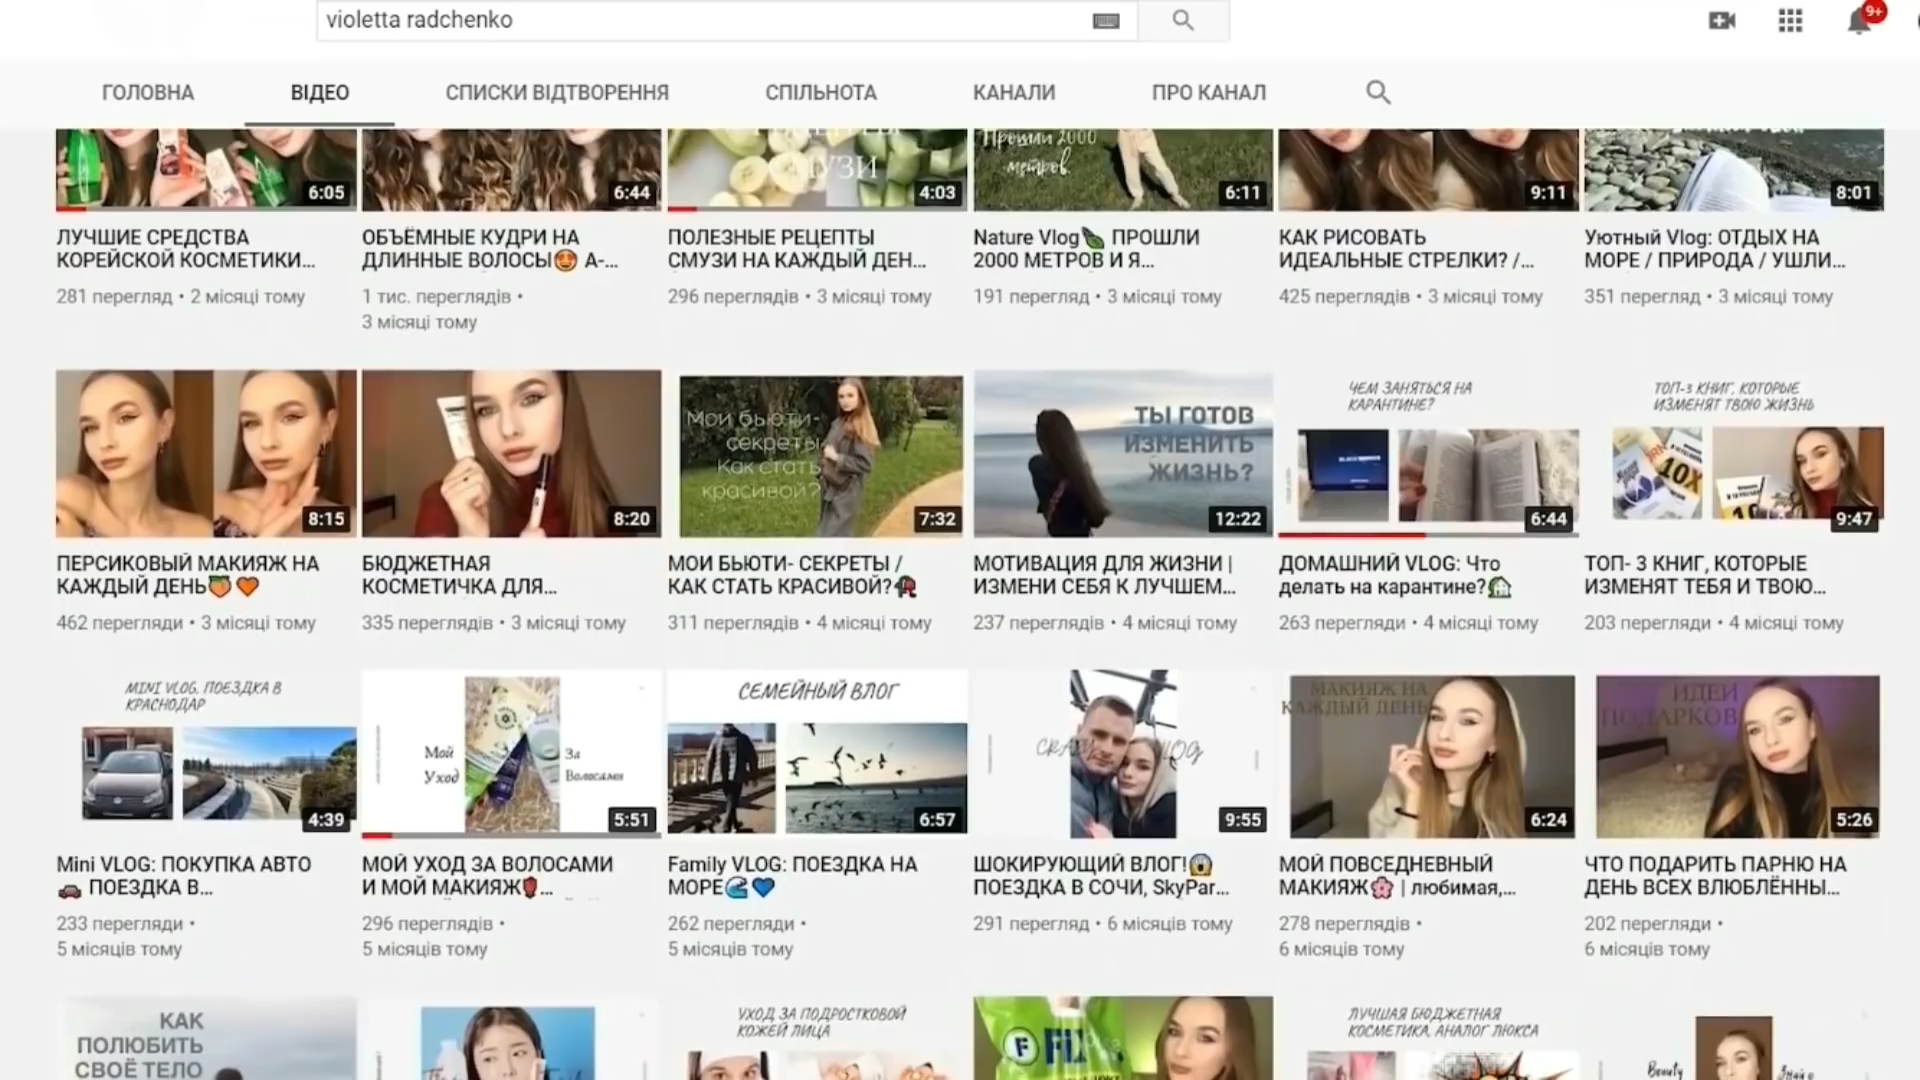 violetta radchenko
9+
ГОЛОВНА
ВІДЕО
СПИСКИ ВІДТВОРЕННЯ
СПІЛЬНОТА
КАНАЛИ
ПРО КАНАЛ
6:05
6:44
СМУЗИ
4:03
Прошли 2000
метров
6:11
9:11
8:01
ЛУЧШИЕ СРЕДСТВА
КОРЕЙСКОЙ КОСМЕТИКИ...
281 перегляд • 2 місяці тому
ОБЪЁМНЫЕ КУДРИ НА
ДЛИННЫЕ ВОЛОСЫ😍 А-...
1 тис. переглядів •
3 місяці тому
ПОЛЕЗНЫЕ РЕЦЕПТЫ
СМУЗИ НА КАЖДЫЙ ДЕН...
296 переглядів • 3 місяці тому
Nature Vlog🍃 ПРОШЛИ
2000 МЕТРОВ И Я...
191 перегляд • 3 місяці тому
КАК РИСОВАТЬ
ИДЕАЛЬНЫЕ СТРЕЛКИ? /...
425 переглядів • 3 місяці тому
Уютный Vlog: ОТДЫХ НА
МОРЕ / ПРИРОДА / УШЛИ...
351 перегляд • 3 місяці тому
8:15
8:20
Мои бьюти-
секреты
Как стать
красивой?
7:32
ТЫ ГОТОВ
ИЗМЕНИТЬ
ЖИЗНЬ?
12:22
ЧЕМ ЗАНЯТЬСЯ НА
КАРАНТИНЕ?
6:44
ТОП-3 КНИГ, КОТОРЫЕ
ИЗМЕНЯТ ТВОЮ ЖИЗНЬ
10X
9:47
ПЕРСИКОВЫЙ МАКИЯЖ НА
КАЖДЫЙ ДЕНЬ🍑🧡
462 перегляди • 3 місяці тому
БЮДЖЕТНАЯ
КОСМЕТИЧКА ДЛЯ...
335 переглядів • 3 місяці тому
МОИ БЬЮТИ- СЕКРЕТЫ /
КАК СТАТЬ КРАСИВОЙ?🥀
311 переглядів • 4 місяці тому
МОТИВАЦИЯ ДЛЯ ЖИЗНИ |
ИЗМЕНИ СЕБЯ К ЛУЧШЕМ...
237 переглядів • 4 місяці тому
ДОМАШНИЙ VLOG: Что
делать на карантине?🏠
263 перегляди • 4 місяці тому
ТОП- 3 КНИГ, КОТОРЫЕ
ИЗМЕНЯТ ТЕБЯ И ТВОЮ...
203 перегляди • 4 місяці тому
MINI VLOG. ПОЕЗДКА В
КРАСНОДАР
4:39
Мой
Уход
За
Волосами
5:51
СЕМЕЙНЫЙ ВЛОГ
6:57
9:55
МАКИЯЖ НА
КАЖДЫЙ ДЕНЬ
6:24
ИДЕИ
ПОДАРКОВ
5:26
Mini VLOG: ПОКУПКА АВТО
🚗 ПОЕЗДКА В...
233 перегляди •
5 місяців тому
МОЙ УХОД ЗА ВОЛОСАМИ
И МОЙ МАКИЯЖ🌹...
296 переглядів •
5 місяців тому
Family VLOG: ПОЕЗДКА НА
МОРЕ🌊💙
262 перегляди •
5 місяців тому
ШОКИРУЮЩИЙ ВЛОГ!😱
ПОЕЗДКА В СОЧИ, SkyPar...
291 перегляд • 6 місяців тому
МОЙ ПОВСЕДНЕВНЫЙ
МАКИЯЖ🌸 | любимая,...
278 переглядів •
6 місяців тому
ЧТО ПОДАРИТЬ ПАРНЮ НА
ДЕНЬ ВСЕХ ВЛЮБЛЁННЫ...
202 перегляди •
6 місяців тому
КАК
ПОЛЮБИТЬ
СВОЁ ТЕЛО
УХОД ЗА ПОДРОСТКОВОЙ
КОЖЕЙ ЛИЦА
ЛУЧШАЯ БЮДЖЕТНАЯ
КОСМЕТИКА. АНАЛОГ ЛЮКСА
Beauty